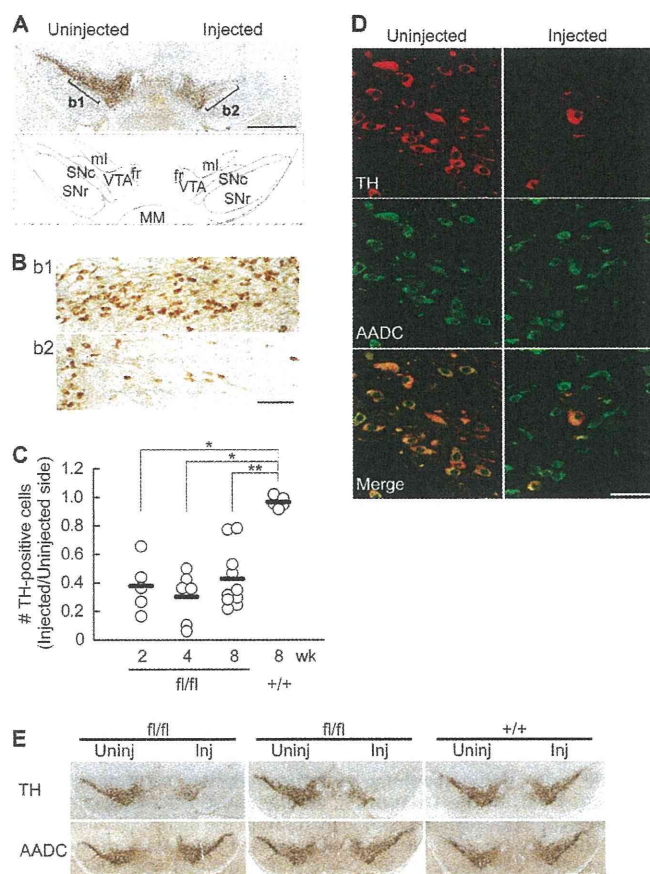 A
Uninjected Injected
b1 b2
ml fr ml
SNc VTA fr VTA SNc
SNr SNr
MM
B
b1
b2
C
* 
*
**
# TH-positive cells
(Injected/Uninjected side)
1.2
1.0
0.8
0.6
0.4
0.2
0
2 4 8 8 wk
fl/fl +/+
D
Uninjected Injected
TH
AADC
Merge
E
fl/fl fl/fl +/+
Uninj Inj Uninj Inj Uninj Inj
TH
AADC